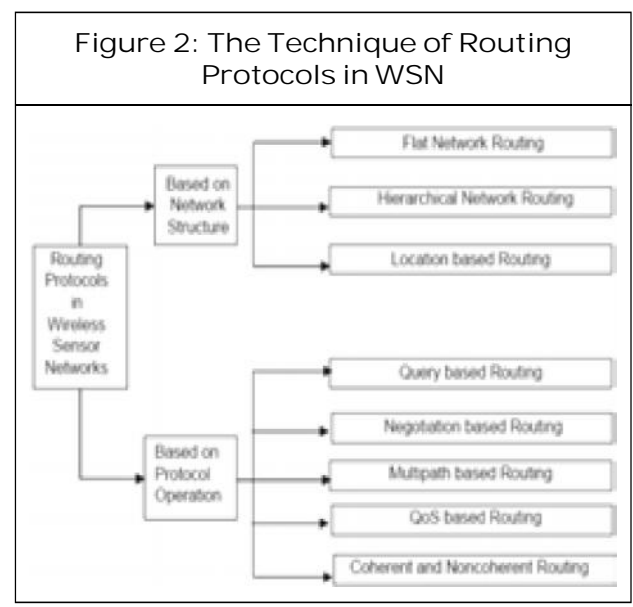 Figure 2: The Technique of Routing
Protocols in WSN
Routing
Protocols
in
Wireless
Sensor
Networks
Based on
Network
Structure
Flat Network Routing
Hierarchical Network Routing
Location based Routing
Based on
Protocol
Operation
Query based Routing
Negotiation based Routing
Multipath based Routing
QoS based Routing
Coherent and Noncoherent Routing